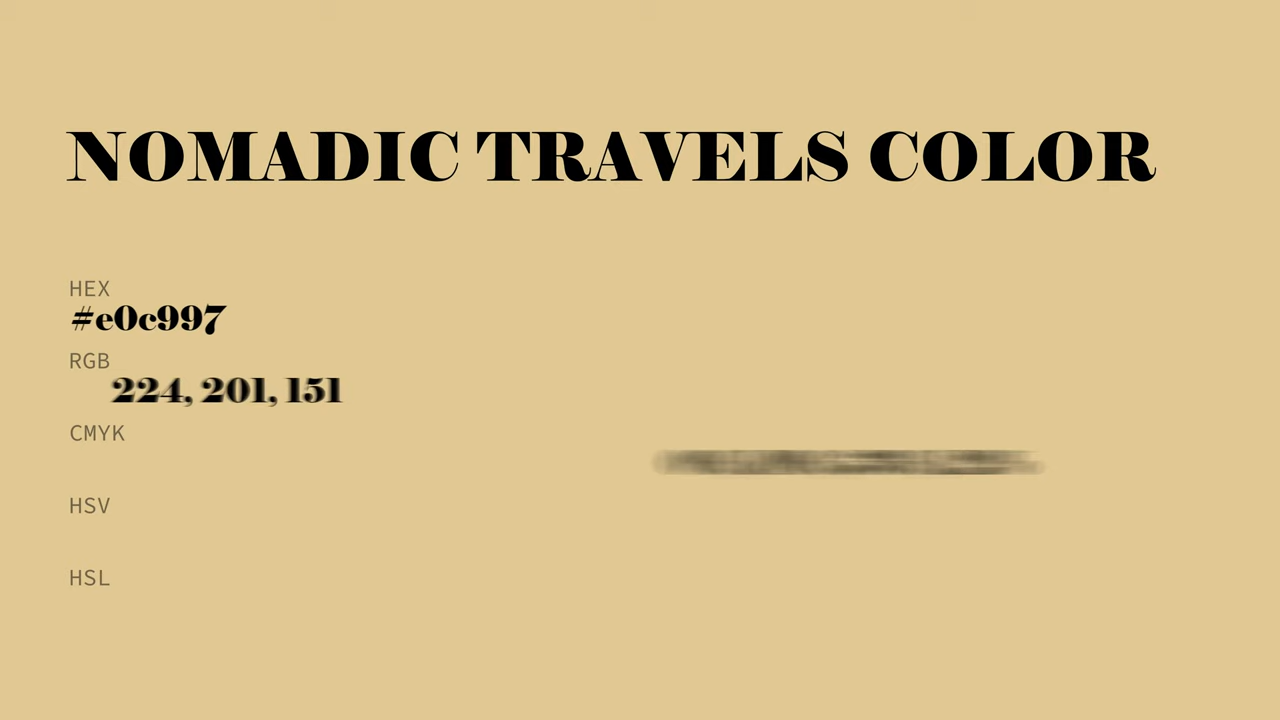 NOMADIC TRAVELS COLOR
HEX
#e0c997
RGB
224, 201, 151
CMYK
HSV
HSL